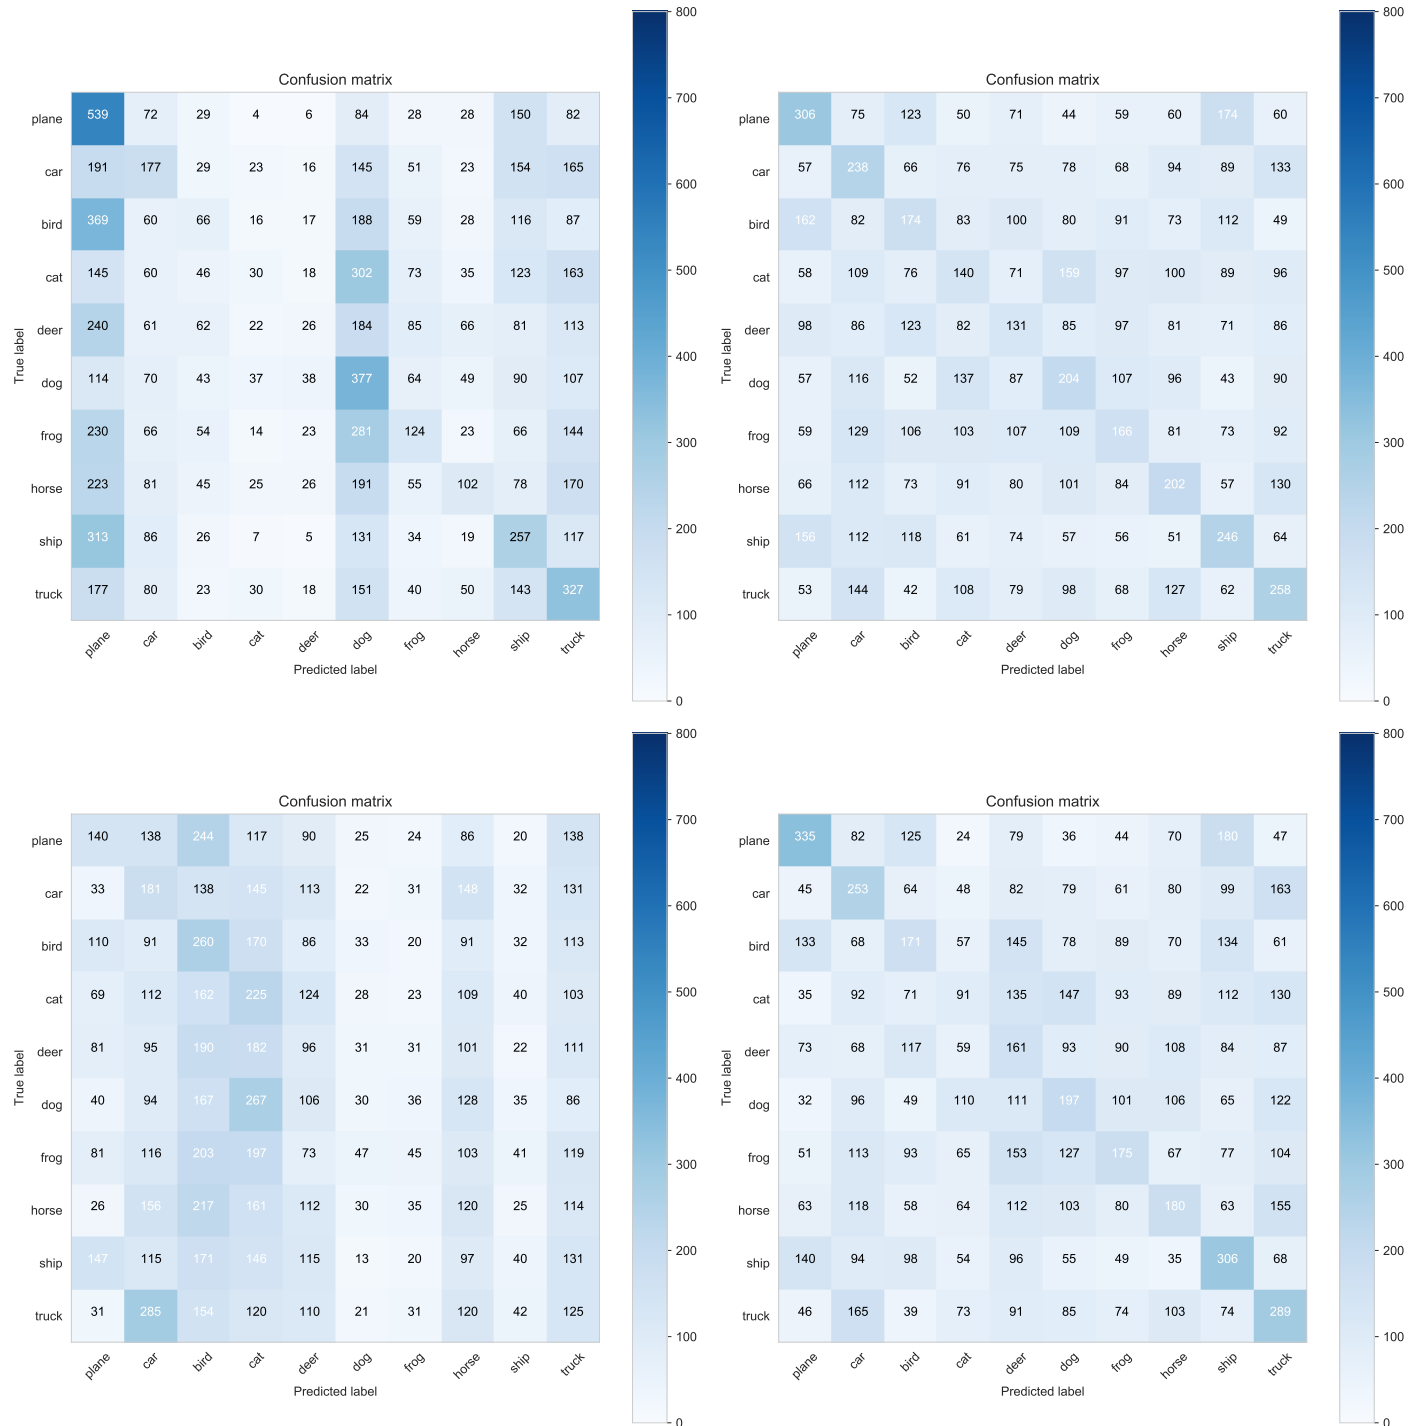 Confusion matrix
800
700
600
500
400
300
200
100
0
True label
plane 539 72 29 4 6 84 28 28 150 82
car 191 177 29 23 16 145 51 23 154 165
bird 369 60 66 16 17 188 59 28 116 87
cat 145 60 46 30 18 302 73 35 123 163
deer 240 61 62 22 26 184 85 66 81 113
dog 114 70 43 37 38 377 64 49 90 107
frog 230 66 54 14 23 281 124 23 66 144
horse 223 81 45 25 26 191 55 102 78 170
ship 313 86 26 7 5 131 34 19 257 117
truck 177 80 23 30 18 151 40 50 143 327
plane car bird cat deer dog frog horse ship truck
Predicted label
Confusion matrix
800
700
600
500
400
300
200
100
0
True label
plane 306 75 123 50 71 44 59 60 174 60
car 57 238 66 76 75 78 68 94 89 133
bird 162 82 174 83 100 80 91 73 112 49
cat 58 109 76 140 71 159 97 100 89 96
deer 98 86 123 82 131 85 97 81 71 86
dog 57 116 52 137 87 204 107 96 43 90
frog 59 129 106 103 107 109 166 81 73 92
horse 66 112 73 91 80 101 84 202 57 130
ship 156 112 118 61 74 57 56 51 246 64
truck 53 144 42 108 79 98 68 127 62 258
plane car bird cat deer dog frog horse ship truck
Predicted label
Confusion matrix
800
700
600
500
400
300
200
100
0
True label
plane 140 138 244 117 90 25 24 86 20 138
car 33 181 138 145 113 22 31 148 32 131
bird 110 91 260 170 86 33 20 91 32 113
cat 69 112 162 225 124 28 23 109 40 103
deer 81 95 190 182 96 31 31 101 22 111
dog 40 94 167 267 106 30 36 128 35 86
frog 81 116 203 197 73 47 45 103 41 119
horse 26 156 217 161 112 30 35 120 25 114
ship 147 115 171 146 115 13 20 97 40 131
truck 31 285 154 120 110 21 31 120 42 125
plane car bird cat deer dog frog horse ship truck
Predicted label
Confusion matrix
800
700
600
500
400
300
200
100
0
True label
plane 335 82 125 24 79 36 44 70 180 47
car 45 253 64 48 82 79 61 80 99 163
bird 133 68 171 57 145 78 89 70 134 61
cat 35 92 71 91 135 147 93 89 112 130
deer 73 68 117 59 161 93 90 108 84 87
dog 32 96 49 110 111 197 101 106 65 122
frog 51 113 93 65 153 127 175 67 77 104
horse 63 118 58 64 112 103 80 180 63 155
ship 140 94 98 54 96 55 49 35 306 68
truck 46 165 39 73 91 85 74 103 74 289
plane car bird cat deer dog frog horse ship truck
Predicted label